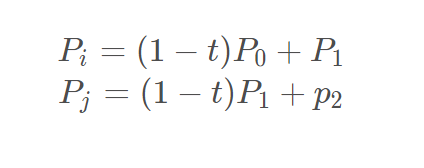 P_i = (1 − t)P_0 + P_1
P_j = (1 − t)P_1 + p_2